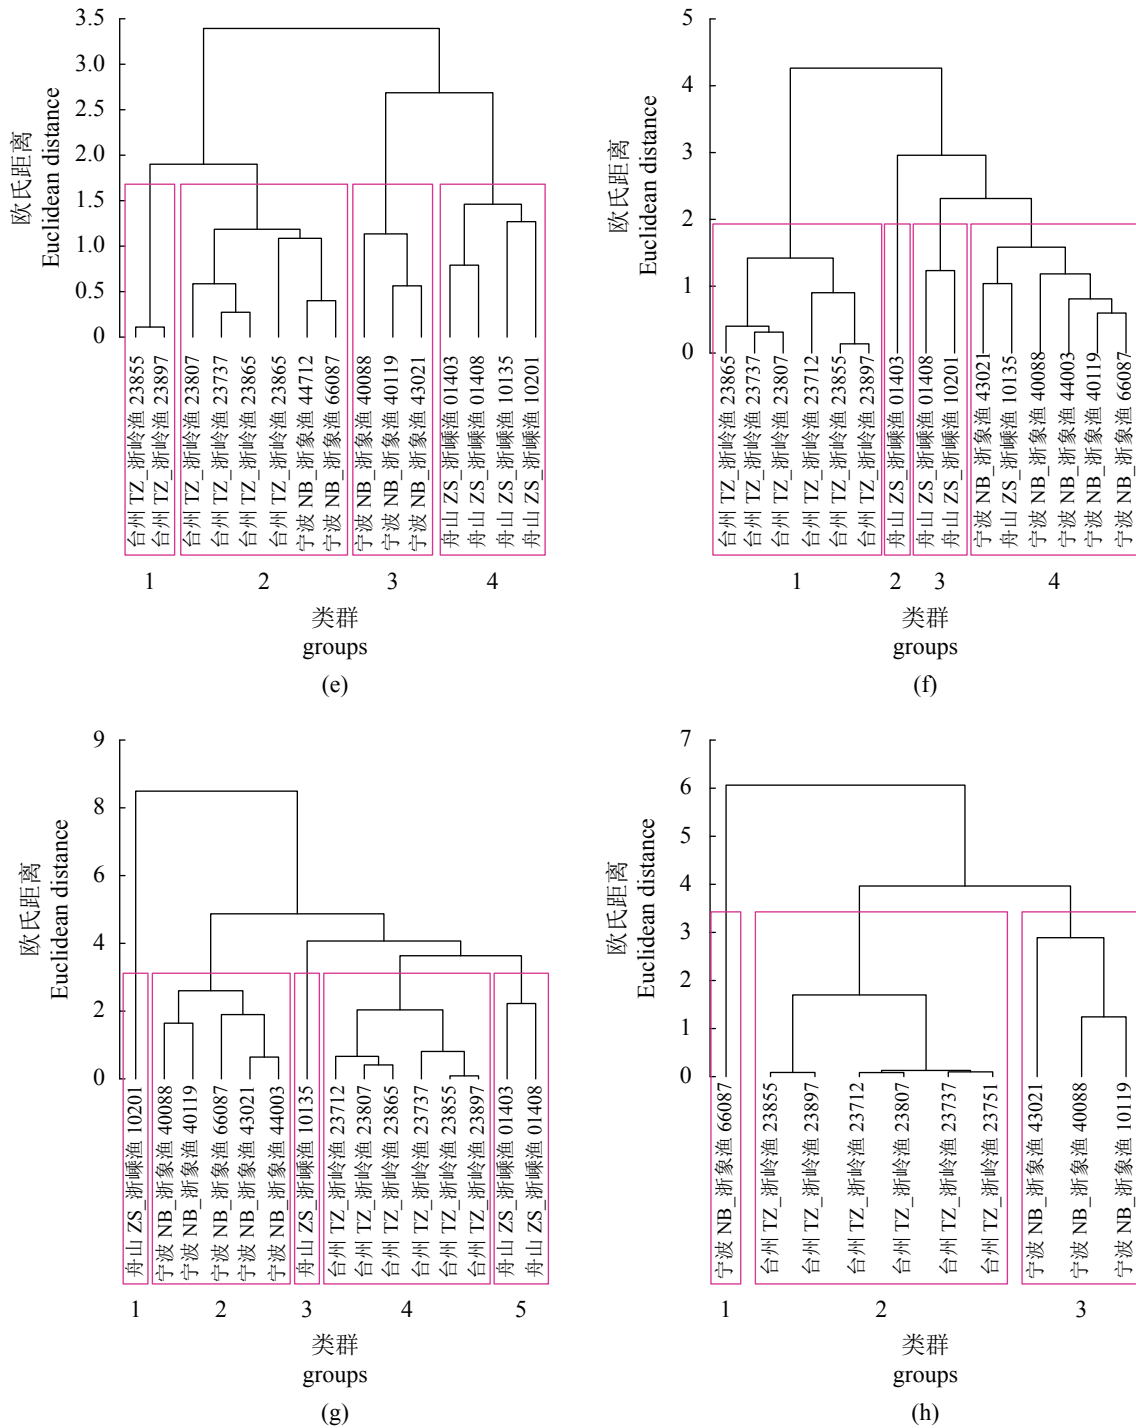 3.5
3.0
2.5
2.0
1.5
1.0
0.5
0
欧氏距离
Euclidean distance
台州 TZ_浙岭渔 23855
台州 TZ_浙岭渔 23897
台州 TZ_浙岭渔 23807
台州 TZ_浙岭渔 23737
台州 TZ_浙岭渔 23865
台州 TZ_浙岭渔 23865
宁波 NB_浙象渔 44712
宁波 NB_浙象渔 66087
宁波 NB_浙象渔 40088
宁波 NB_浙象渔 40119
宁波 NB_浙象渔 43021
舟山 ZS_浙嵊渔 01403
舟山 ZS_浙嵊渔 01408
舟山 ZS_浙嵊渔 10135
舟山 ZS_浙嵊渔 10201
1 2 3 4
类群
groups
(e)
5
4
3
2
1
0
欧氏距离
Euclidean distance
台州 TZ_浙岭渔 23865
台州 TZ_浙岭渔 23737
台州 TZ_浙岭渔 23807
台州 TZ_浙岭渔 23712
台州 TZ_浙岭渔 23855
台州 TZ_浙岭渔 23897
舟山 ZS_浙嵊渔 01403
舟山 ZS_浙嵊渔 01408
舟山 ZS_浙嵊渔 10201
宁波 NB_浙象渔 43021
舟山 ZS_浙嵊渔 10135
宁波 NB_浙象渔 40088
宁波 NB_浙象渔 44003
宁波 NB_浙象渔 40119
宁波 NB_浙象渔 66087
1 2 3 4
类群
groups
(f)
9
8
6
4
2
0
欧氏距离
Euclidean distance
舟山 ZS_浙嵊渔 10201
宁波 NB_浙象渔 40088
宁波 NB_浙象渔 40119
宁波 NB_浙象渔 66087
宁波 NB_浙象渔 43021
宁波 NB_浙象渔 44003
舟山 ZS_浙嵊渔 10135
台州 TZ_浙岭渔 23712
台州 TZ_浙岭渔 23807
台州 TZ_浙岭渔 23865
台州 TZ_浙岭渔 23737
台州 TZ_浙岭渔 23855
台州 TZ_浙岭渔 23897
舟山 ZS_浙嵊渔 01403
舟山 ZS_浙嵊渔 01408
1 2 3 4 5
类群
groups
(g)
7
6
5
4
3
2
1
0
欧氏距离
Euclidean distance
宁波 NB_浙象渔 66087
台州 TZ_浙岭渔 23855
台州 TZ_浙岭渔 23897
台州 TZ_浙岭渔 23712
台州 TZ_浙岭渔 23807
台州 TZ_浙岭渔 23737
台州 TZ_浙岭渔 23751
宁波 NB_浙象渔 43021
宁波 NB_浙象渔 40088
宁波 NB_浙象渔 10119
1 2 3
类群
groups
(h)